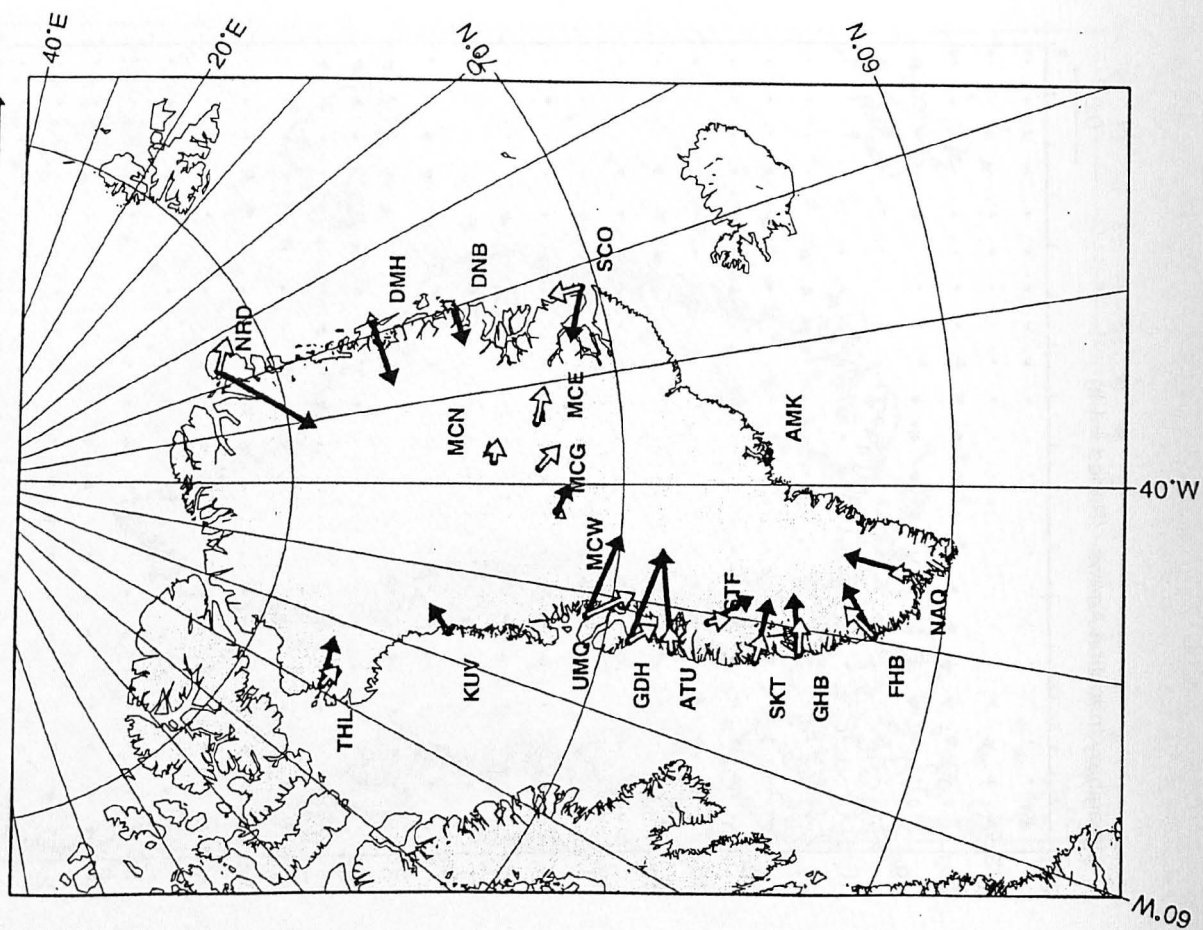 40°E
20°E
70°N
60°N
NRD
DMH
DNB
SCO
MCN
MCE
MCG
AMK
40°W
MCW
STF
THL
KUV
UMQ
GDH
ATU
SKT
GHB
FHB
NAQ
60°W